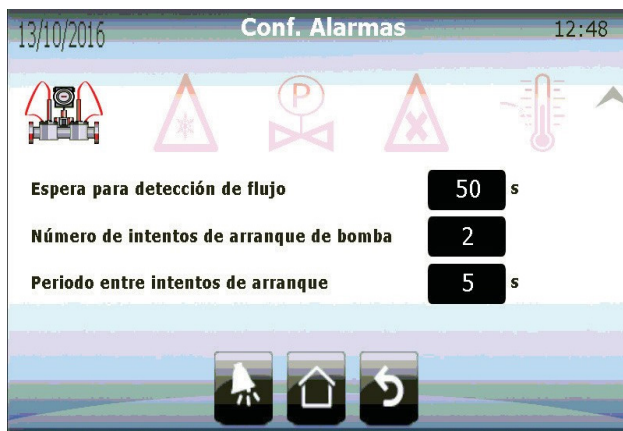 13/10/2016 Conf. Alarmas 12:48
P
Espera para detección de flujo 50 s
Número de intentos de arranque de bomba 2
Periodo entre intentos de arranque 5 s